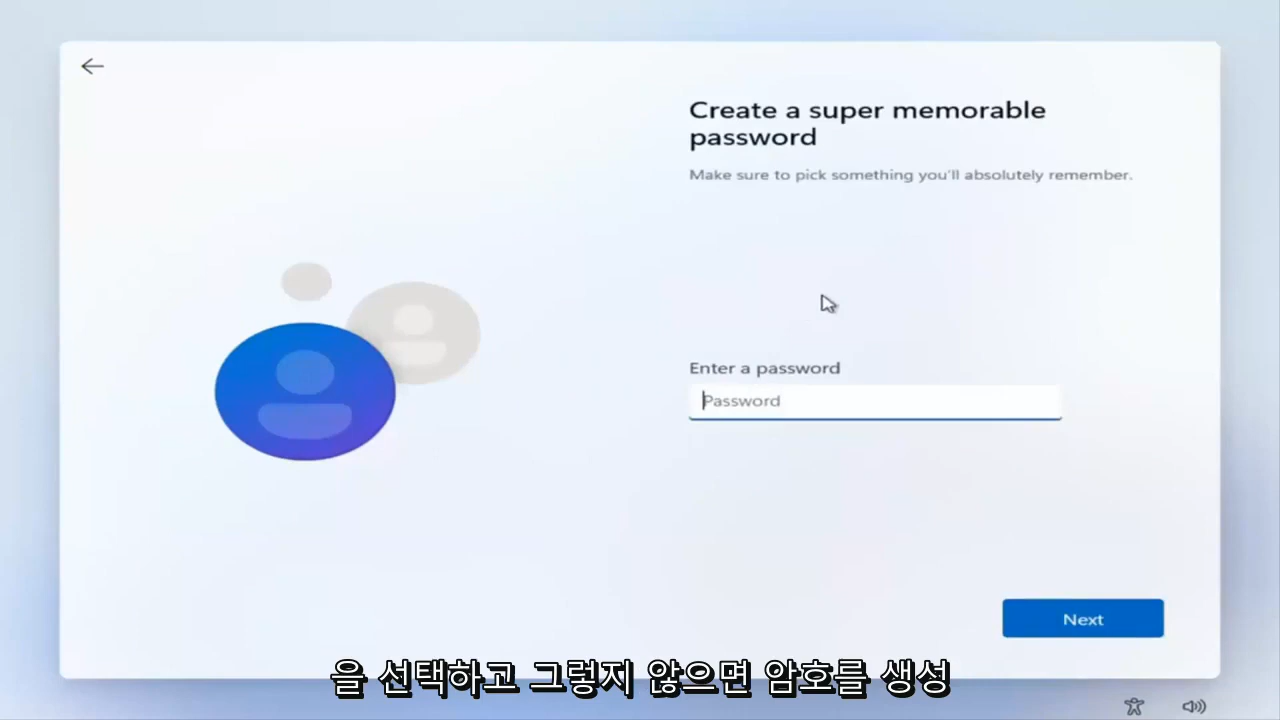 Create a super memorable
password
Make sure to pick something you'll absolutely remember.
Enter a password
Password
Next
을 선택하고 그렇지 않으면 암호를 생성